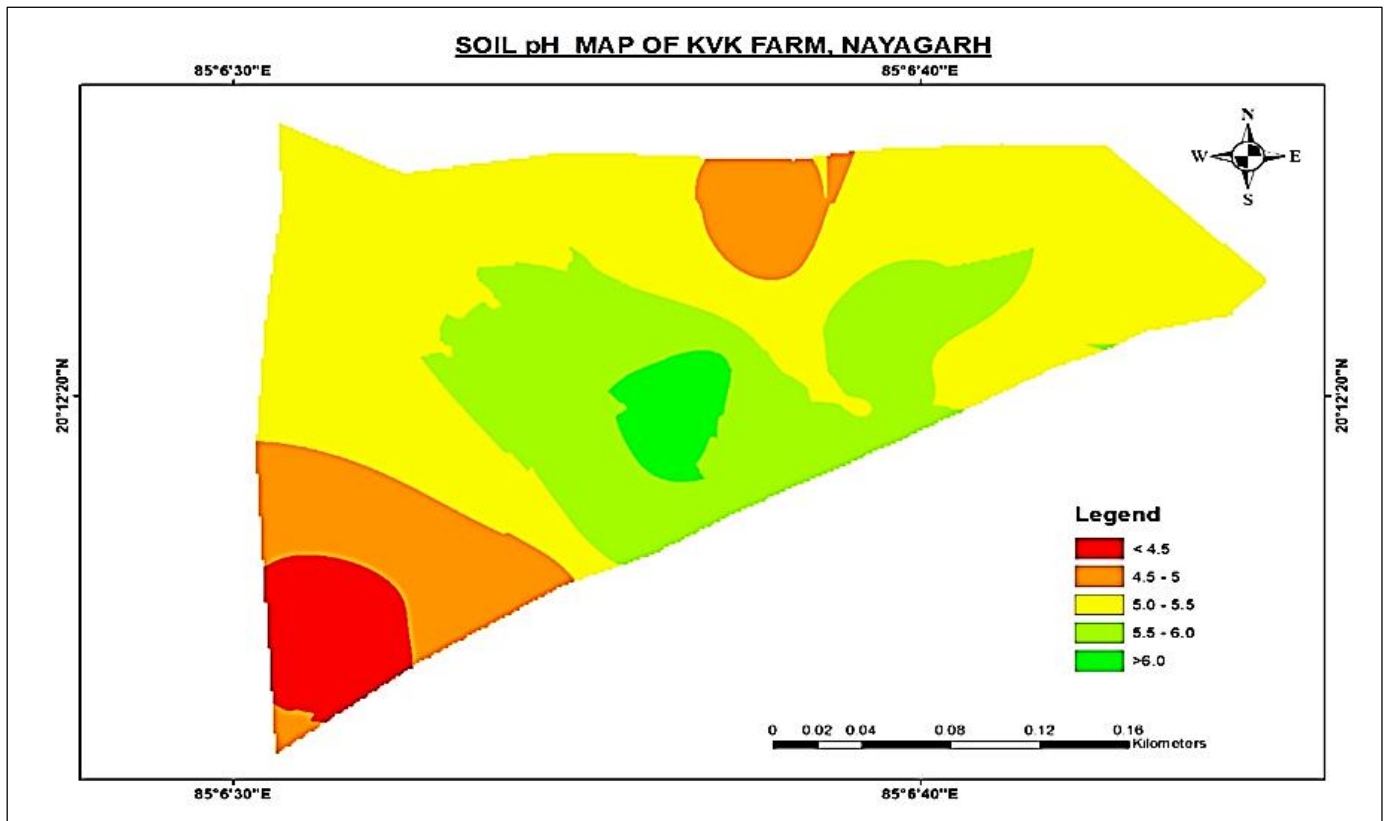 SOIL pH MAP OF KVK FARM, NAYAGARH
85°6'30"E 85°6'40"E
N
W E
S
20°12'20"N 20°12'20"N
Legend
< 4.5
4.5 - 5
5.0 - 5.5
5.5 - 6.0
>6.0
0 0.02 0.04 0.08 0.12 0.16
Kilometers
85°6'30"E 85°6'40"E